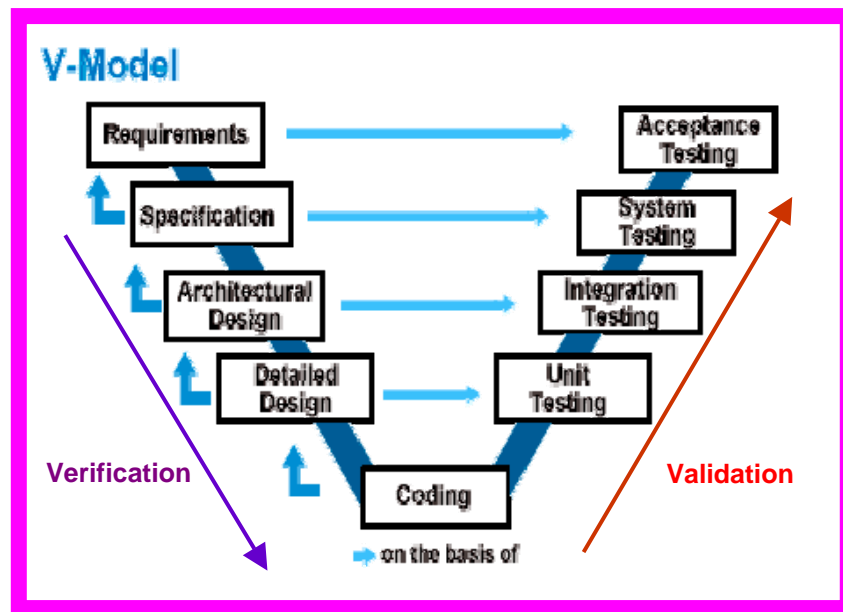 V-Model
Requirements
Acceptance
Testing
Specification
System
Testing
Architectural
Design
Integration
Testing
Detailed
Design
Unit
Testing
Verification
Validation
Coding
on the basis of